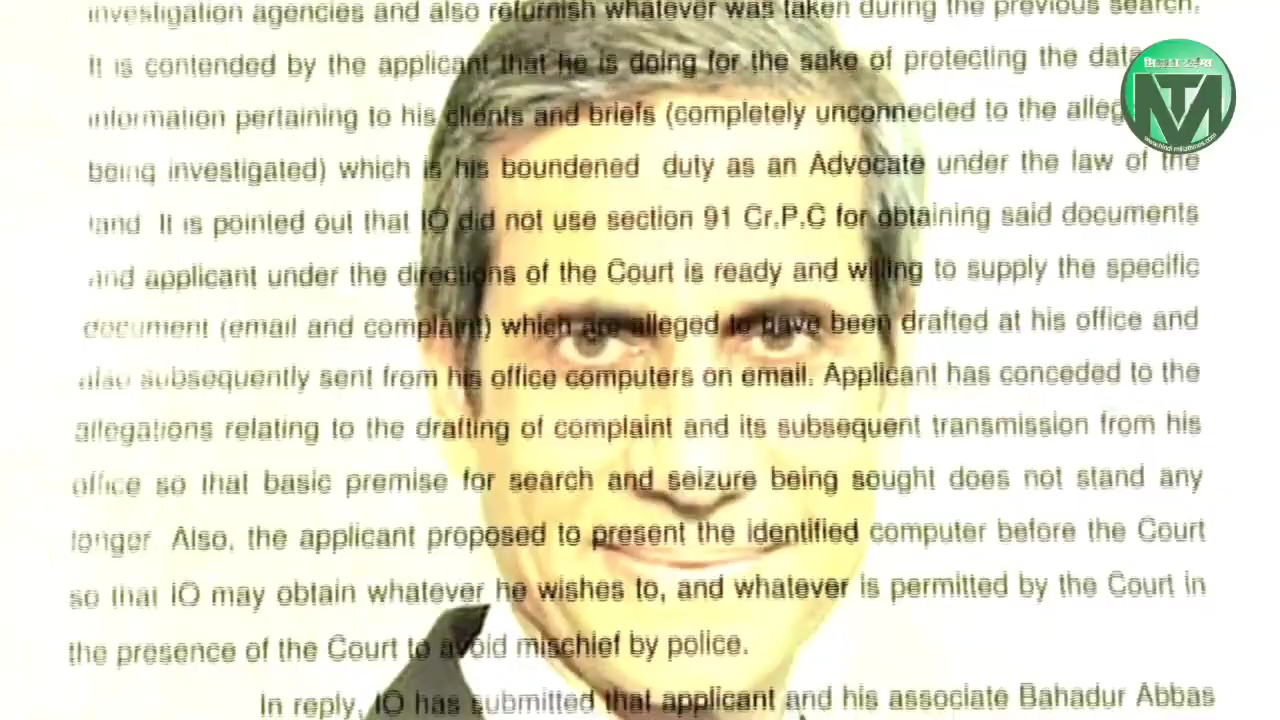 investigation agencies and also refurnish whatever was taken during the previous search.
It is contended by the applicant that he is doing for the sake of protecting the data
information pertaining to his clients and briefs (completely unconnected to the alleg
being investigated) which is his boundened duty as an Advocate under the law of the
land It is pointed out that IO did not use section 91 Cr.P.C for obtaining said documents
and applicant under the directions of the Court is ready and willing to supply the specific
document (email and complaint) which are alleged to have been drafted at his office and
also subsequently sent from his office computers on email. Applicant has conceded to the
allegations relating to the drafting of complaint and its subsequent transmission from his
office so that basic premise for search and seizure being sought does not stand any
longer. Also, the applicant proposed to present the identified computer before the Court
so that IO may obtain whatever he wishes to, and whatever is permitted by the Court in
the presence of the Court to avoid mischief by police.
In reply, IO has submitted that applicant and his associate Bahadur Abbas
MT
www.hindi.millattimes.com